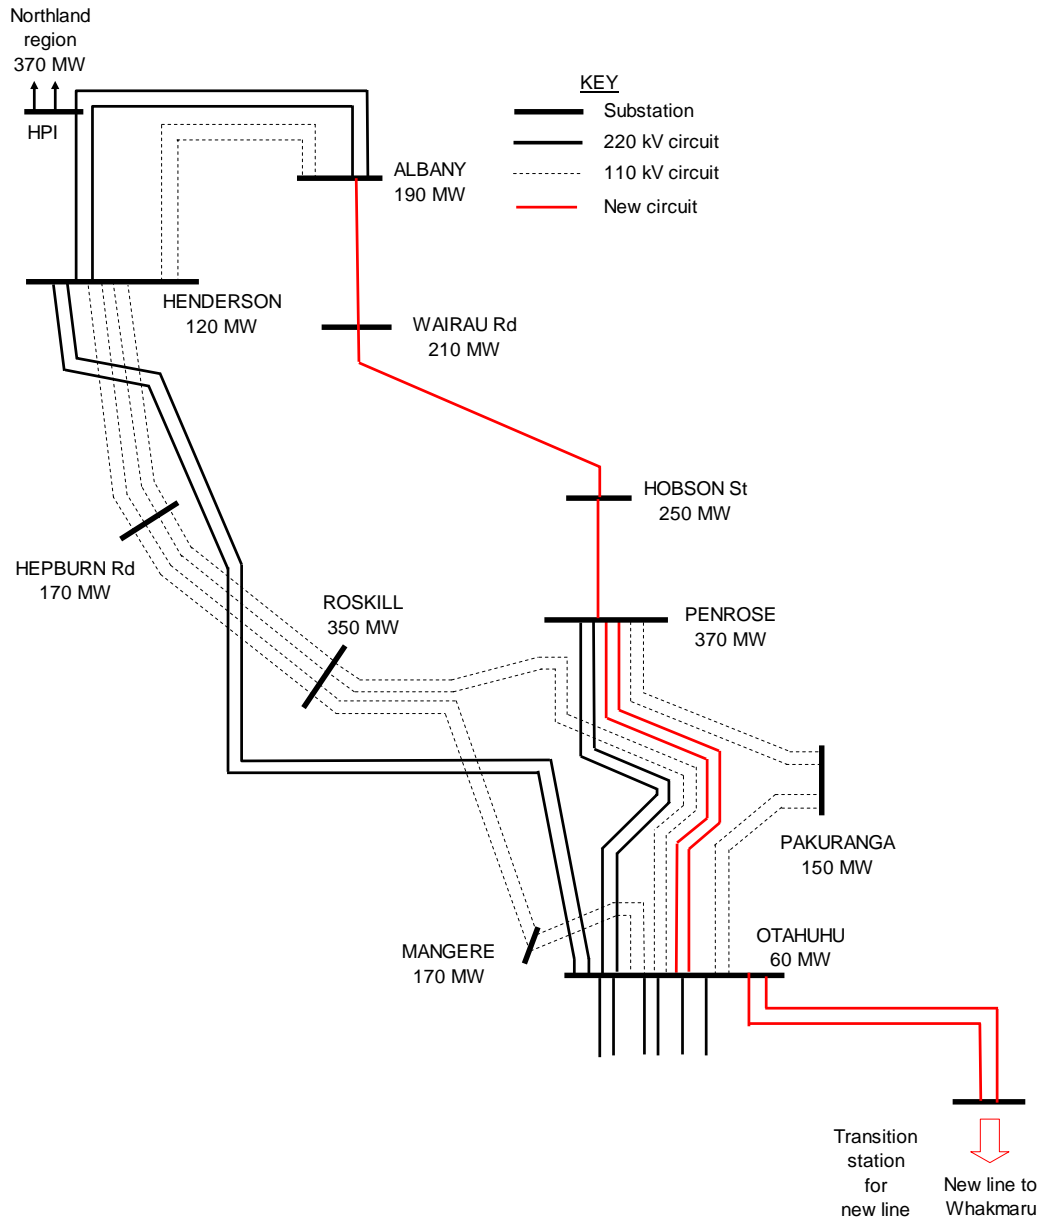 Northland
region
370 MW
HPI
KEY
Substation
220 kV circuit
110 kV circuit
New circuit
ALBANY
190 MW
HENDERSON
120 MW
WAIRAU Rd
210 MW
HOBSON St
250 MW
HEPBURN Rd
170 MW
ROSKILL
350 MW
PENROSE
370 MW
PAKURANGA
150 MW
MANGERE
170 MW
OTAHUHU
60 MW
Transition
station
for
new line
New line to
Whakmaru